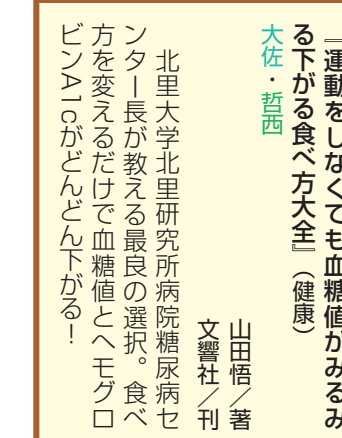 『運動をしなくても血糖値がみるみ
る下がる食べ方大全』（健康）
大佐・哲西
山田悟／著
文響社／刊
北里大学北里研究所病院糖尿病セ
ンター長が教える最良の選択。食べ
方を変えるだけで血糖値とヘモグロ
ビンA1cがどんどん下がる！